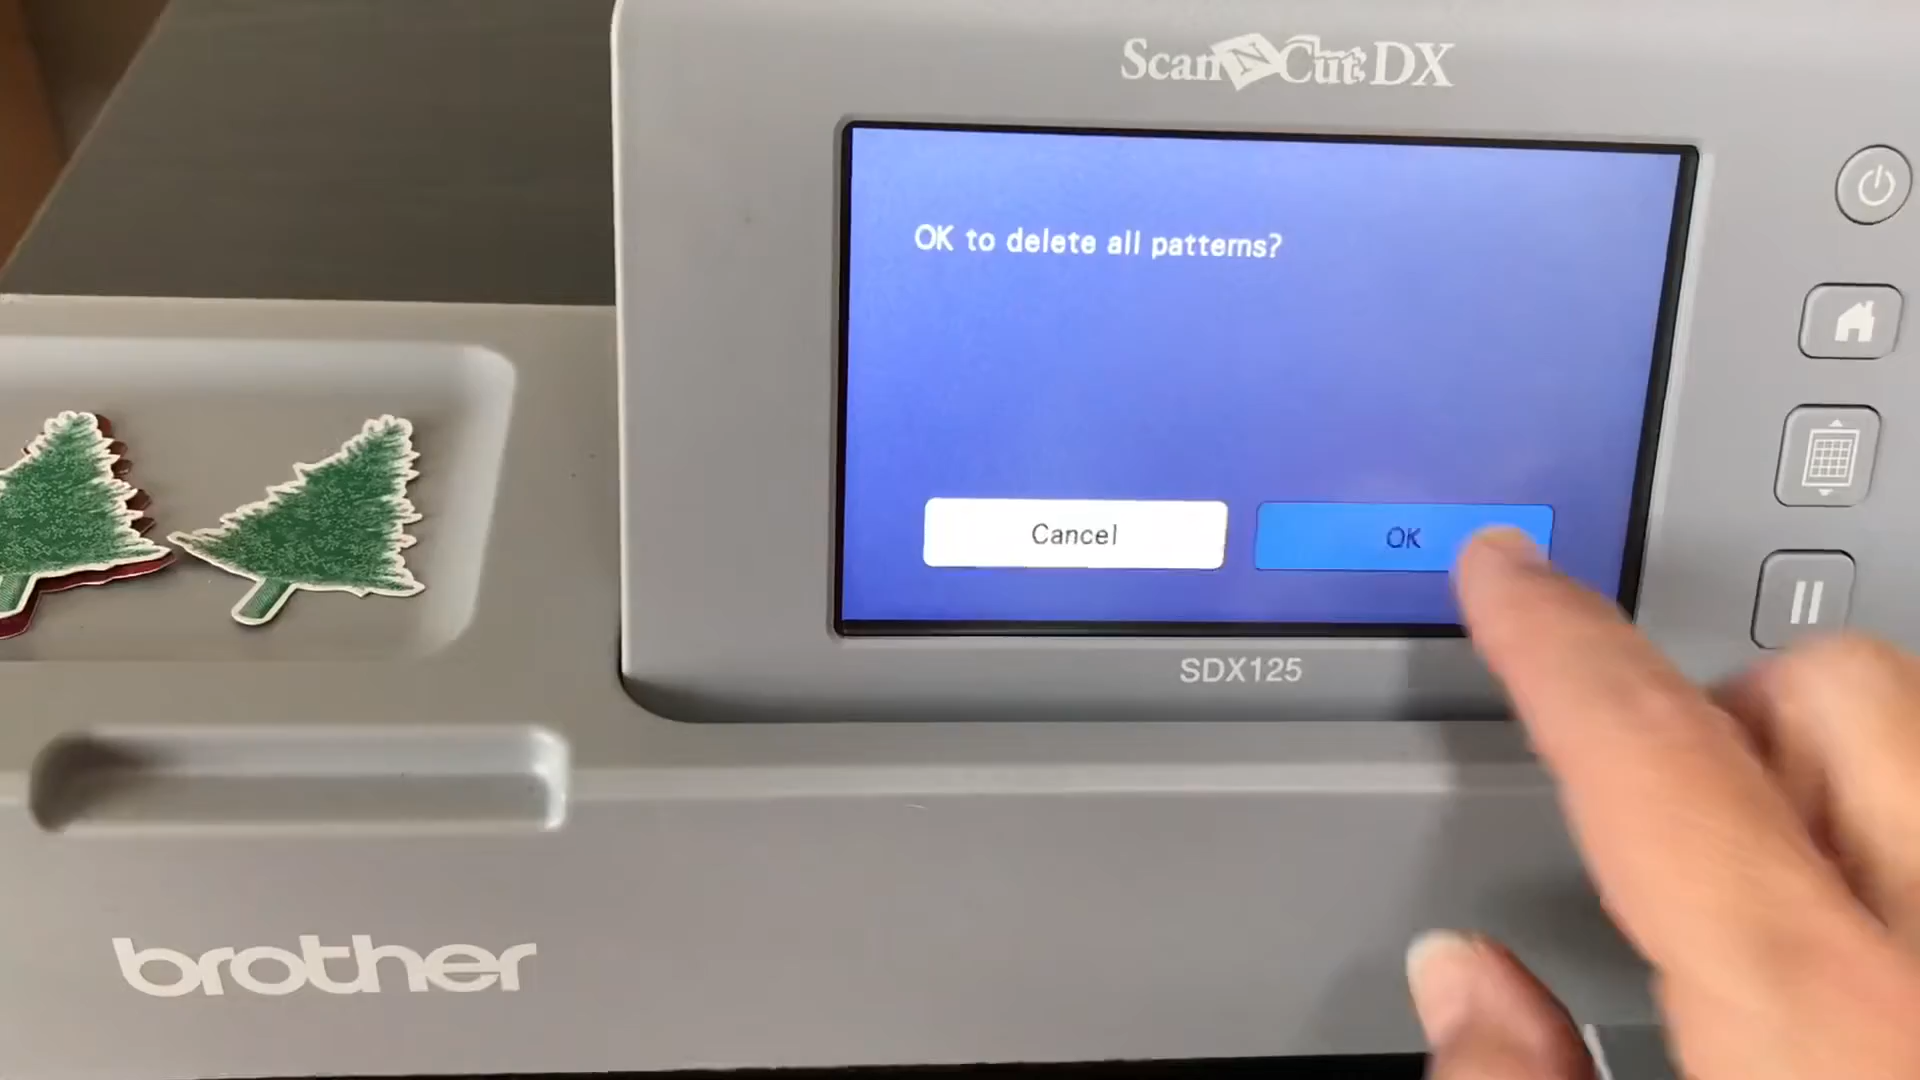 ScanNCut DX
OK to delete all patterns?
Cancel
OK
SDX125
brother